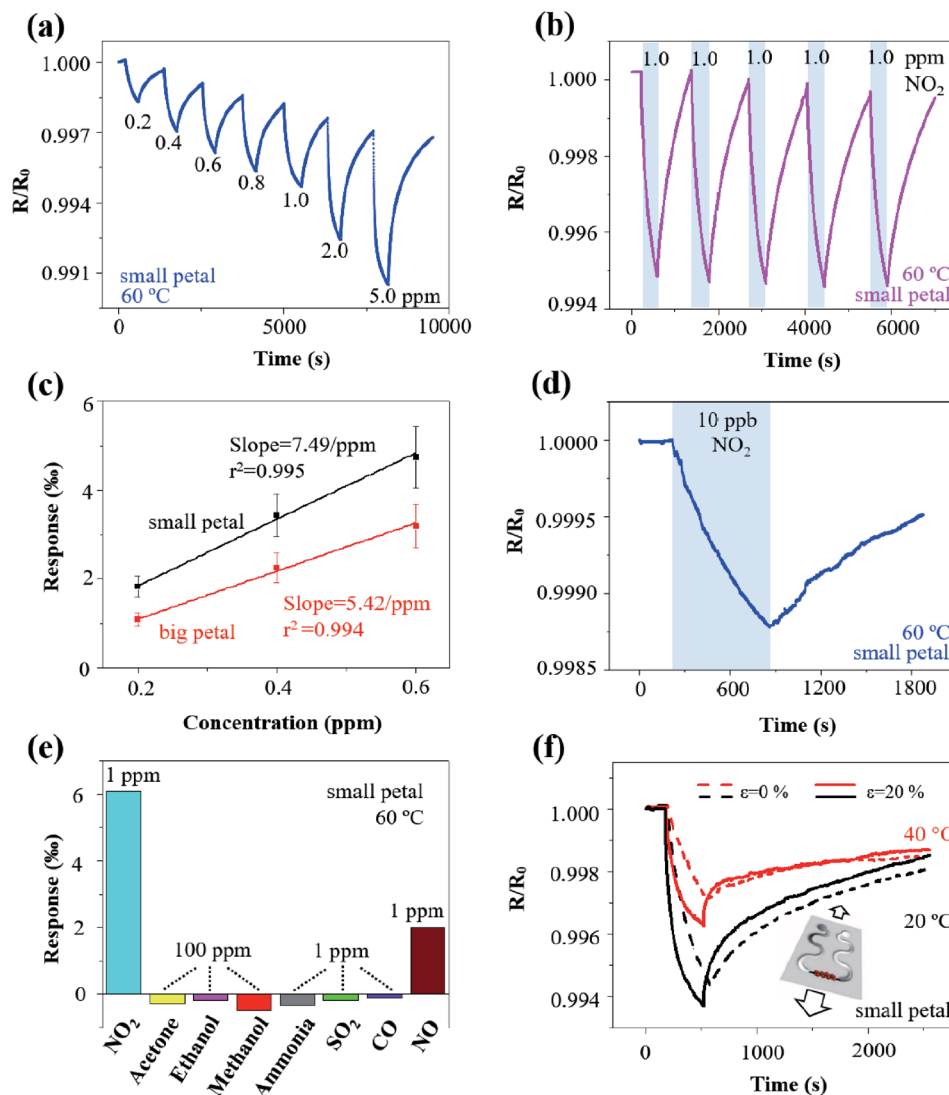 (a)
1.000
0.997
0.994
0.991
R/R₀
0.2
0.4
0.6
0.8
1.0
2.0
5.0 ppm
small petal
60 ºC
0
5000
10000
Time (s)
(b)
1.0 1.0 1.0 1.0 1.0 ppm
NO₂
1.000
0.998
0.996
0.994
R/R₀
60 ºC
small petal
0
2000
4000
6000
Time (s)
(c)
6
4
2
0
Response (‰)
Slope=7.49/ppm
r²=0.995
small petal
Slope=5.42/ppm
r²=0.994
big petal
0.2
0.4
0.6
Concentration (ppm)
(d)
10 ppb
NO₂
1.0000
0.9995
0.9990
0.9985
R/R₀
60 ºC
small petal
0
600
1200
1800
Time (s)
(e)
1 ppm
small petal
60 ºC
6
4
2
0
Response (‰)
100 ppm
1 ppm
1 ppm
NO₂
Acetone
Ethanol
Methanol
Ammonia
SO₂
CO
NO
(f)
ε=0 %
ε=20 %
1.000
0.998
0.996
0.994
R/R₀
40 °C
20 °C
small petal
0
1000
2000
Time (s)